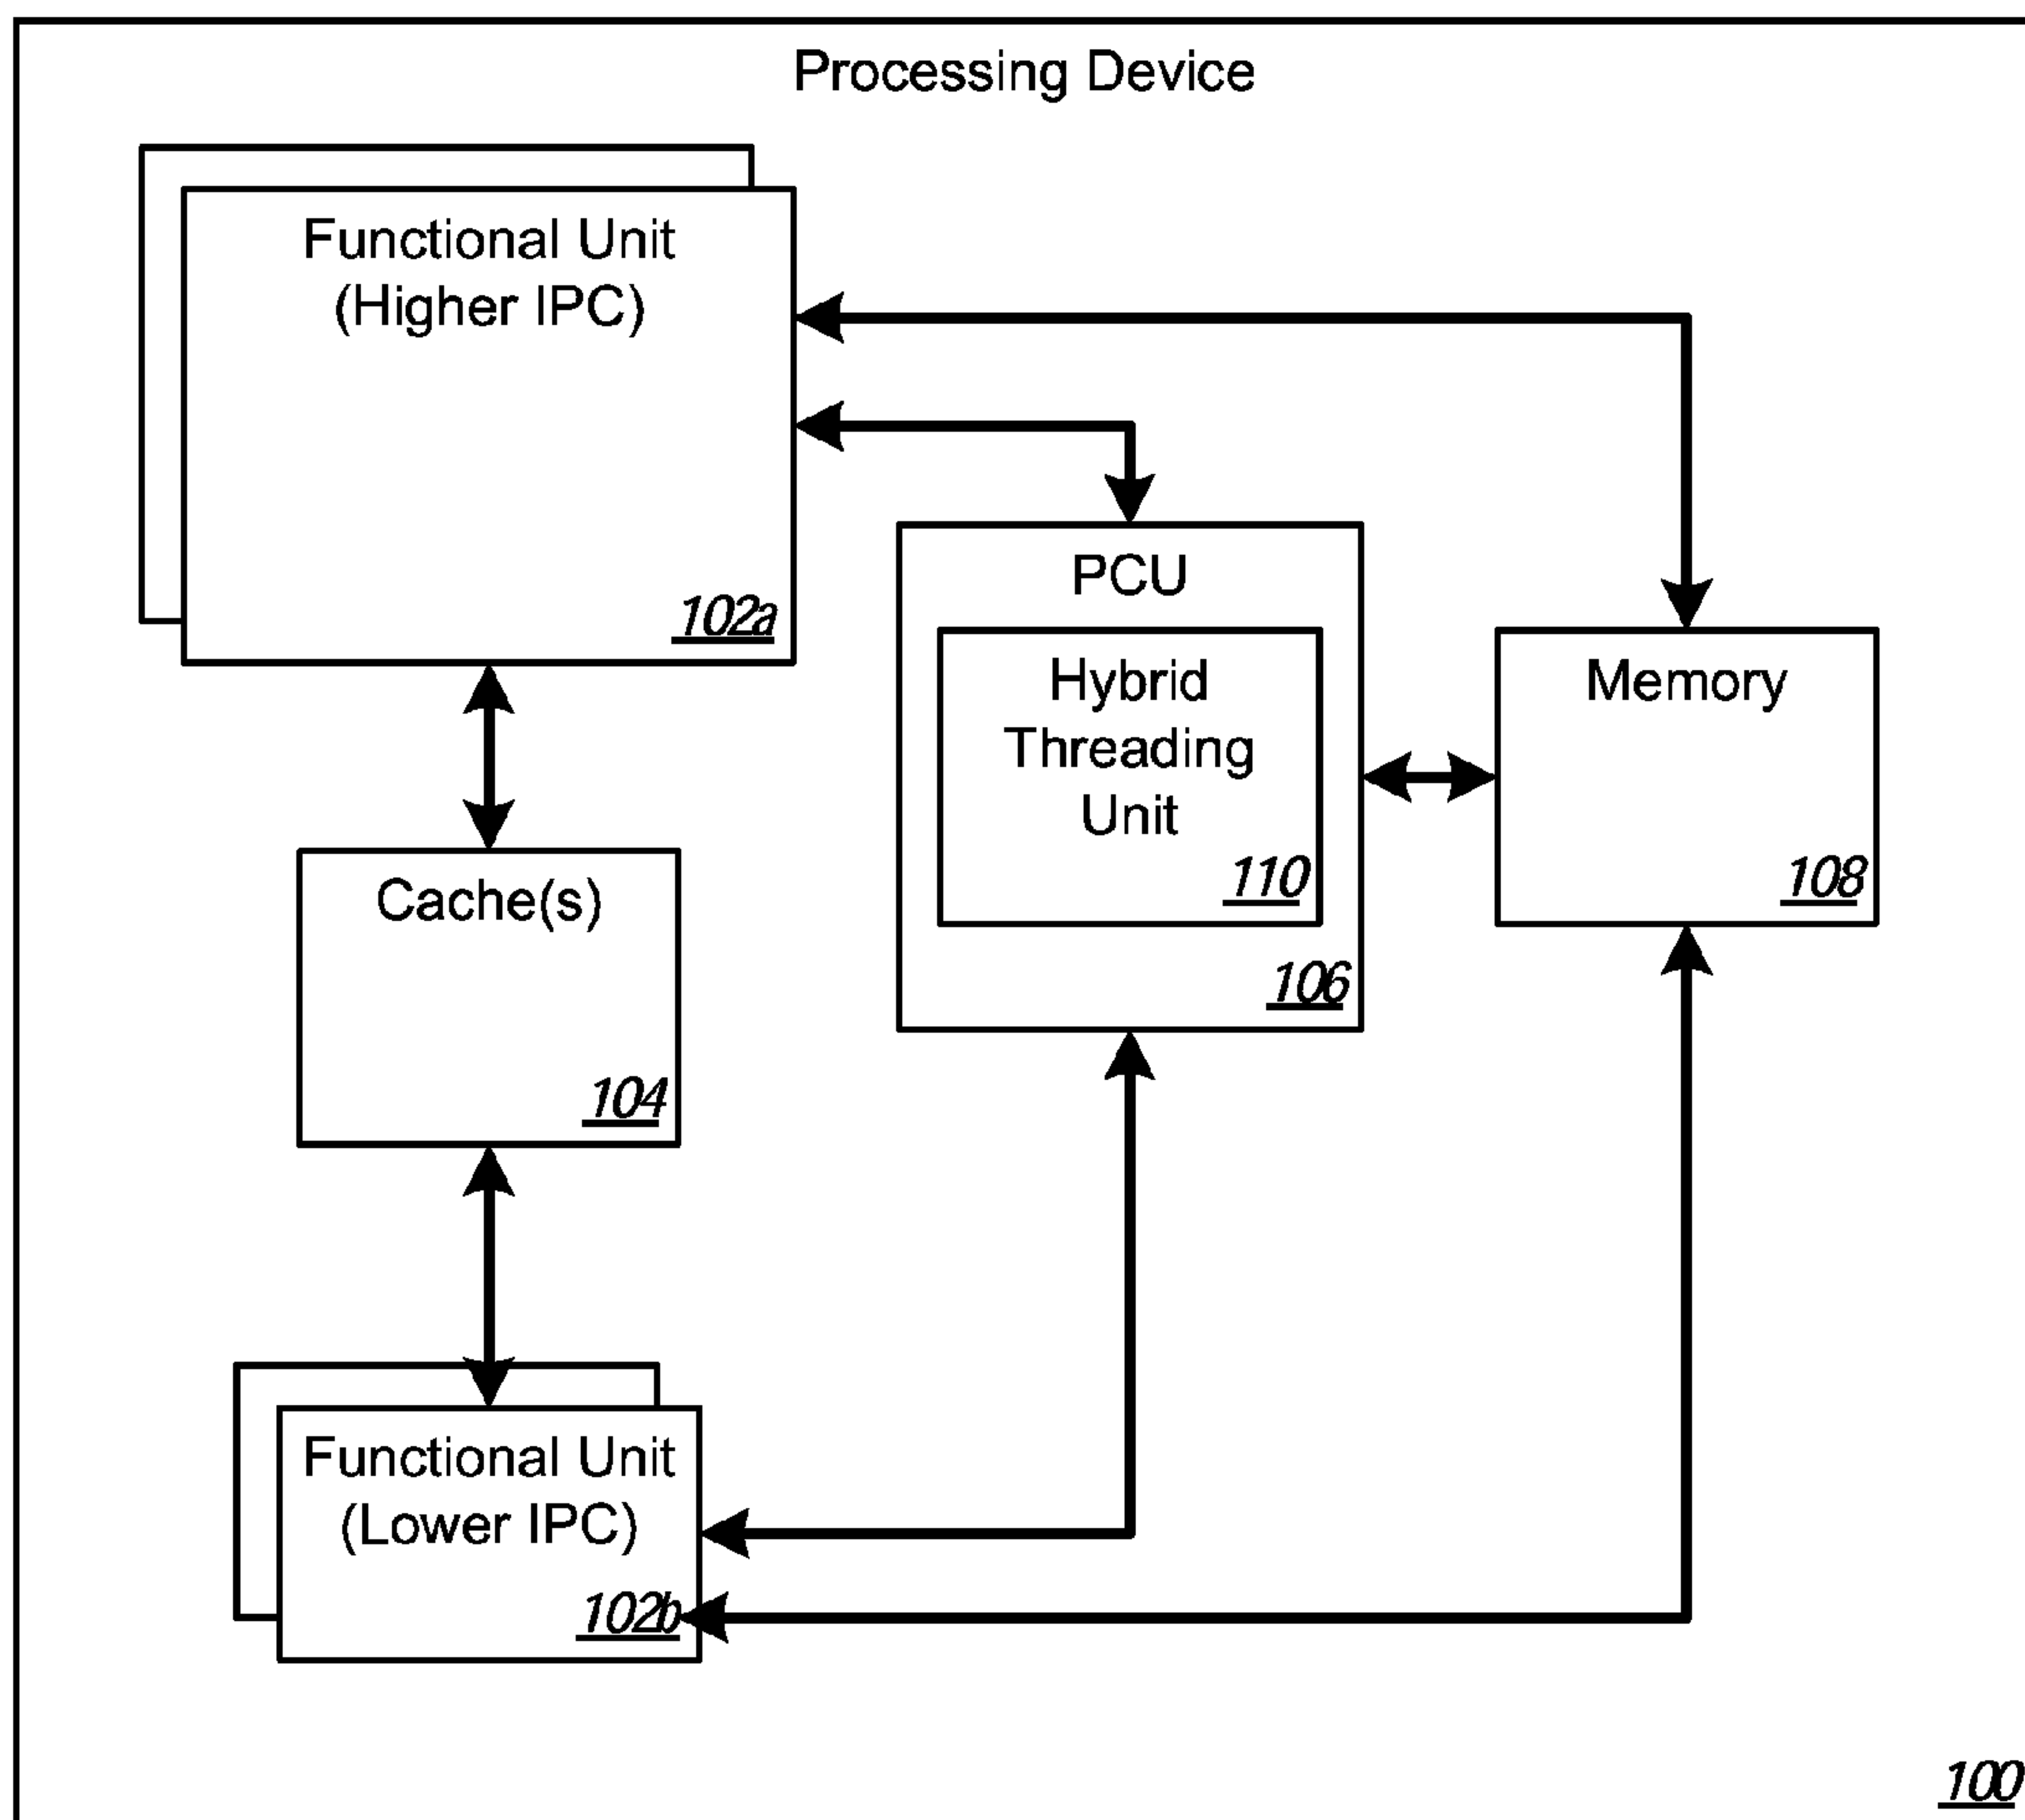 Processing Device
Functional Unit
(Higher IPC)
102a
PCU
Hybrid
Threading
Unit
110
106
Memory
108
Cache(s)
104
Functional Unit
(Lower IPC)
102b
100